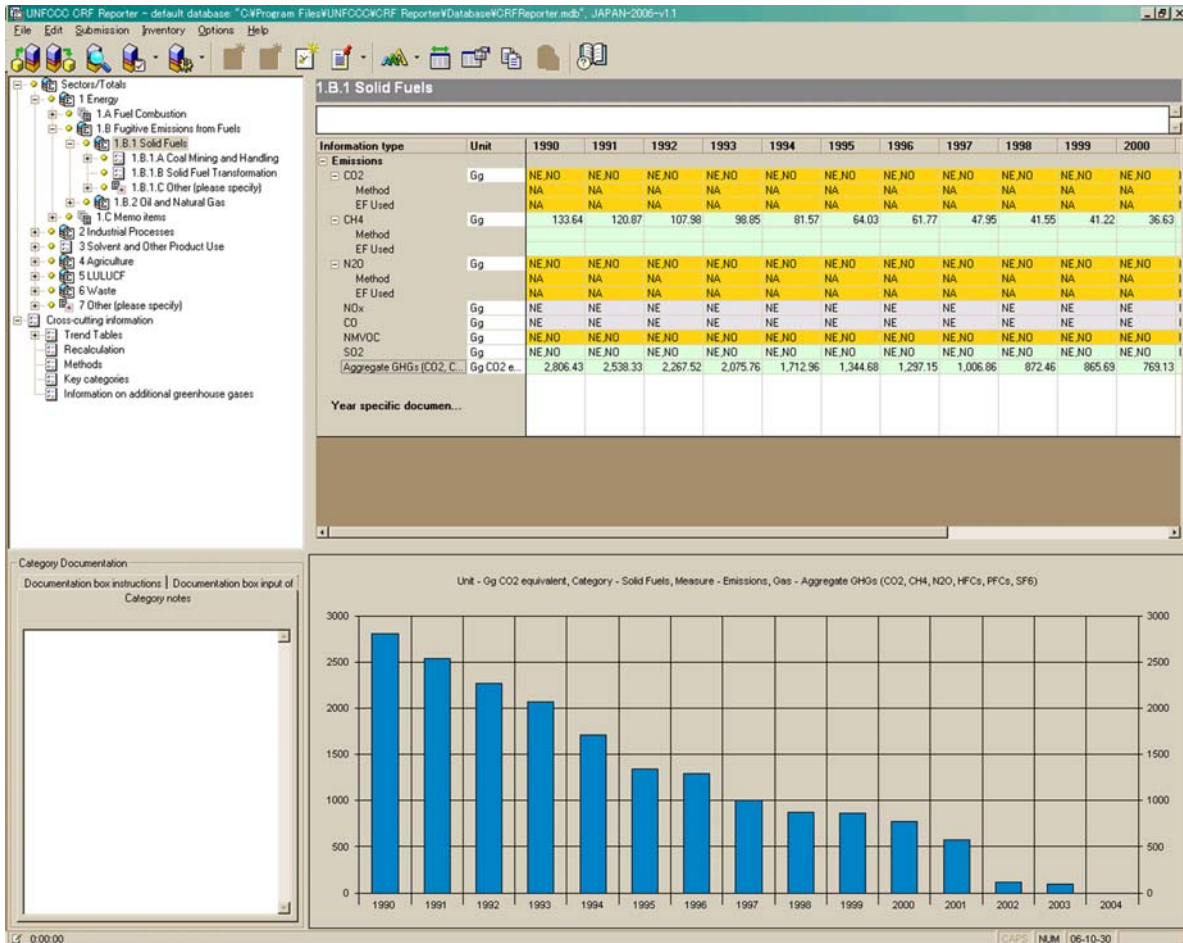 UNFCCC CRF Reporter - default database: "C:¥Program Files¥UNFCCC¥CRF Reporter¥Database¥CRFReporter.mdb", JAPAN-2006-v1.1
File Edit Submission Inventory Options Help
Sectors/Totals
1 Energy
1.A Fuel Combustion
1.B Fugitive Emissions from Fuels
1.B.1 Solid Fuels
1.B.1.A Coal Mining and Handling
1.B.1.B Solid Fuel Transformation
1.B.1.C Other (please specify)
1.B.2 Oil and Natural Gas
1.C Memo items
2 Industrial Processes
3 Solvent and Other Product Use
4 Agriculture
5 LULUCF
6 Waste
7 Other (please specify)
Cross-cutting information
Trend Tables
Recalculation
Methods
Key categories
Information on additional greenhouse gases
1.B.1 Solid Fuels
Information type Unit 1990 1991 1992 1993 1994 1995 1996 1997 1998 1999 2000
Emissions
CO2 Gg NE,NO NE,NO NE,NO NE,NO NE,NO NE,NO NE,NO NE,NO NE,NO NE,NO NE,NO
Method NA NA NA NA NA NA NA NA NA NA NA
EF Used NA NA NA NA NA NA NA NA NA NA NA
CH4 Gg 133.64 120.87 107.98 98.85 81.57 64.03 61.77 47.95 41.55 41.22 36.63
Method
EF Used
N2O Gg NE,NO NE,NO NE,NO NE,NO NE,NO NE,NO NE,NO NE,NO NE,NO NE,NO NE,NO
Method NA NA NA NA NA NA NA NA NA NA NA
EF Used NA NA NA NA NA NA NA NA NA NA NA
NOx Gg NE NE NE NE NE NE NE NE NE NE NE
CO Gg NE NE NE NE NE NE NE NE NE NE NE
NMVOC Gg NE,NO NE,NO NE,NO NE,NO NE,NO NE,NO NE,NO NE,NO NE,NO NE,NO NE,NO
SO2 Gg NE,NO NE,NO NE,NO NE,NO NE,NO NE,NO NE,NO NE,NO NE,NO NE,NO NE,NO
Aggregate GHGs (CO2, C... Gg CO2 e... 2,806.43 2,538.33 2,267.52 2,075.76 1,712.96 1,344.68 1,297.15 1,006.86 872.46 865.69 769.13
Year specific documen...
Category Documentation
Documentation box instructions Documentation box input of
Category notes
Unit - Gg CO2 equivalent, Category - Solid Fuels, Measure - Emissions, Gas - Aggregate GHGs (CO2, CH4, N2O, HFCs, PFCs, SF6)
3000 3000
2500 2500
2000 2000
1500 1500
1000 1000
500 500
0 0
1990 1991 1992 1993 1994 1995 1996 1997 1998 1999 2000 2001 2002 2003 2004
0:00:00 CAPS NUM 06-10-30